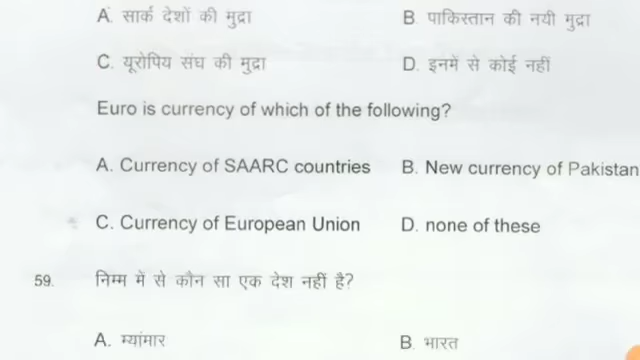 A. सार्क देशों की मुद्रा B. पाकिस्तान की नयी मुद्रा
C. यूरोपिय संघ की मुद्रा D. इनमें से कोई नहीं
Euro is currency of which of the following?
A. Currency of SAARC countries B. New currency of Pakistan
C. Currency of European Union D. none of these
59. निम्म में से कौन सा एक देश नहीं है?
A. म्यांमार B. भारत